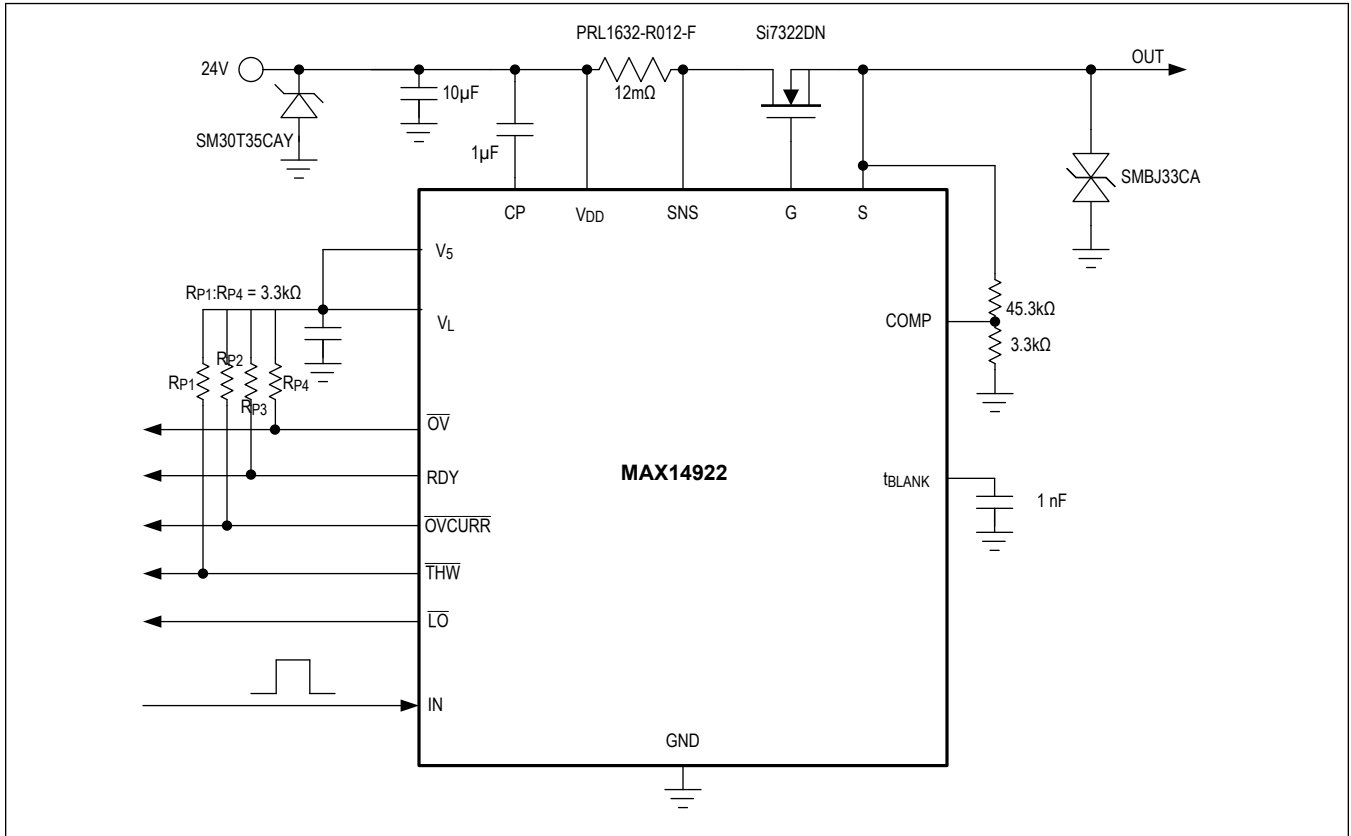 PRL1632-R012-F
Si7322DN
24V
OUT
10µF
12mΩ
SM30T35CAY
1µF
SMBJ33CA
CP
VDD
SNS
G
S
V5
RP1:RP4 = 3.3kΩ
VL
45.3kΩ
COMP
3.3kΩ
RP2
RP1
RP4
RP3
OV
RDY
MAX14922
tBLANK
1 nF
OVCURR
THW
LO
IN
GND